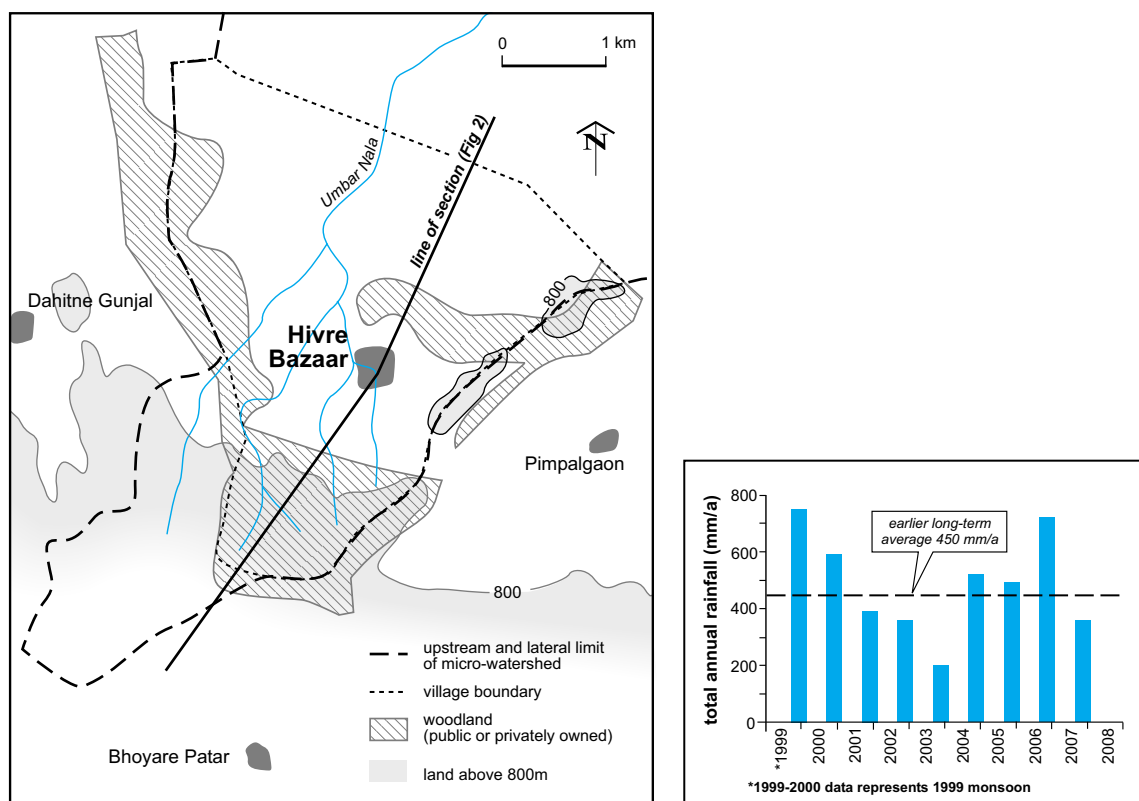 0
1 km
N
Umbar Nala
line of section (Fig 2)
800
Dahitne Gunjal
Hivre
Bazaar
Pimpalgaon
800
Bhoyare Patar
upstream and lateral limit
of micro-watershed
village boundary
woodland
(public or privately owned)
land above 800m
total annual rainfall (mm/a)
800
600
400
200
0
earlier long-term
average 450 mm/a
*1999
2000
2001
2002
2003
2004
2005
2006
2007
2008
*1999-2000 data represents 1999 monsoon